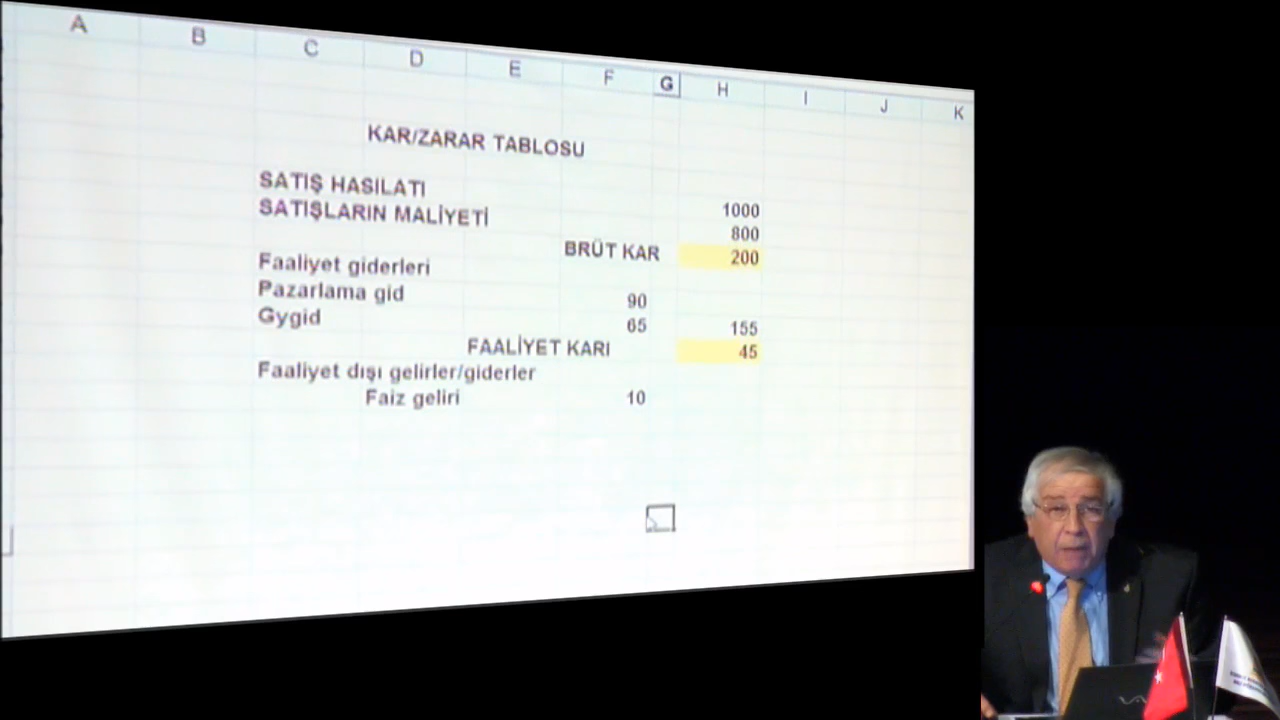 A B C D E F G H I J K
KAR/ZARAR TABLOSU
SATIŞ HASILATI
1000
SATIŞLARIN MALİYETİ
800
BRÜT KAR 200
Faaliyet giderleri
Pazarlama gid 90
Gygid 65 155
FAALİYET KARI 45
Faaliyet dışı gelirler/giderler
Faiz geliri 10